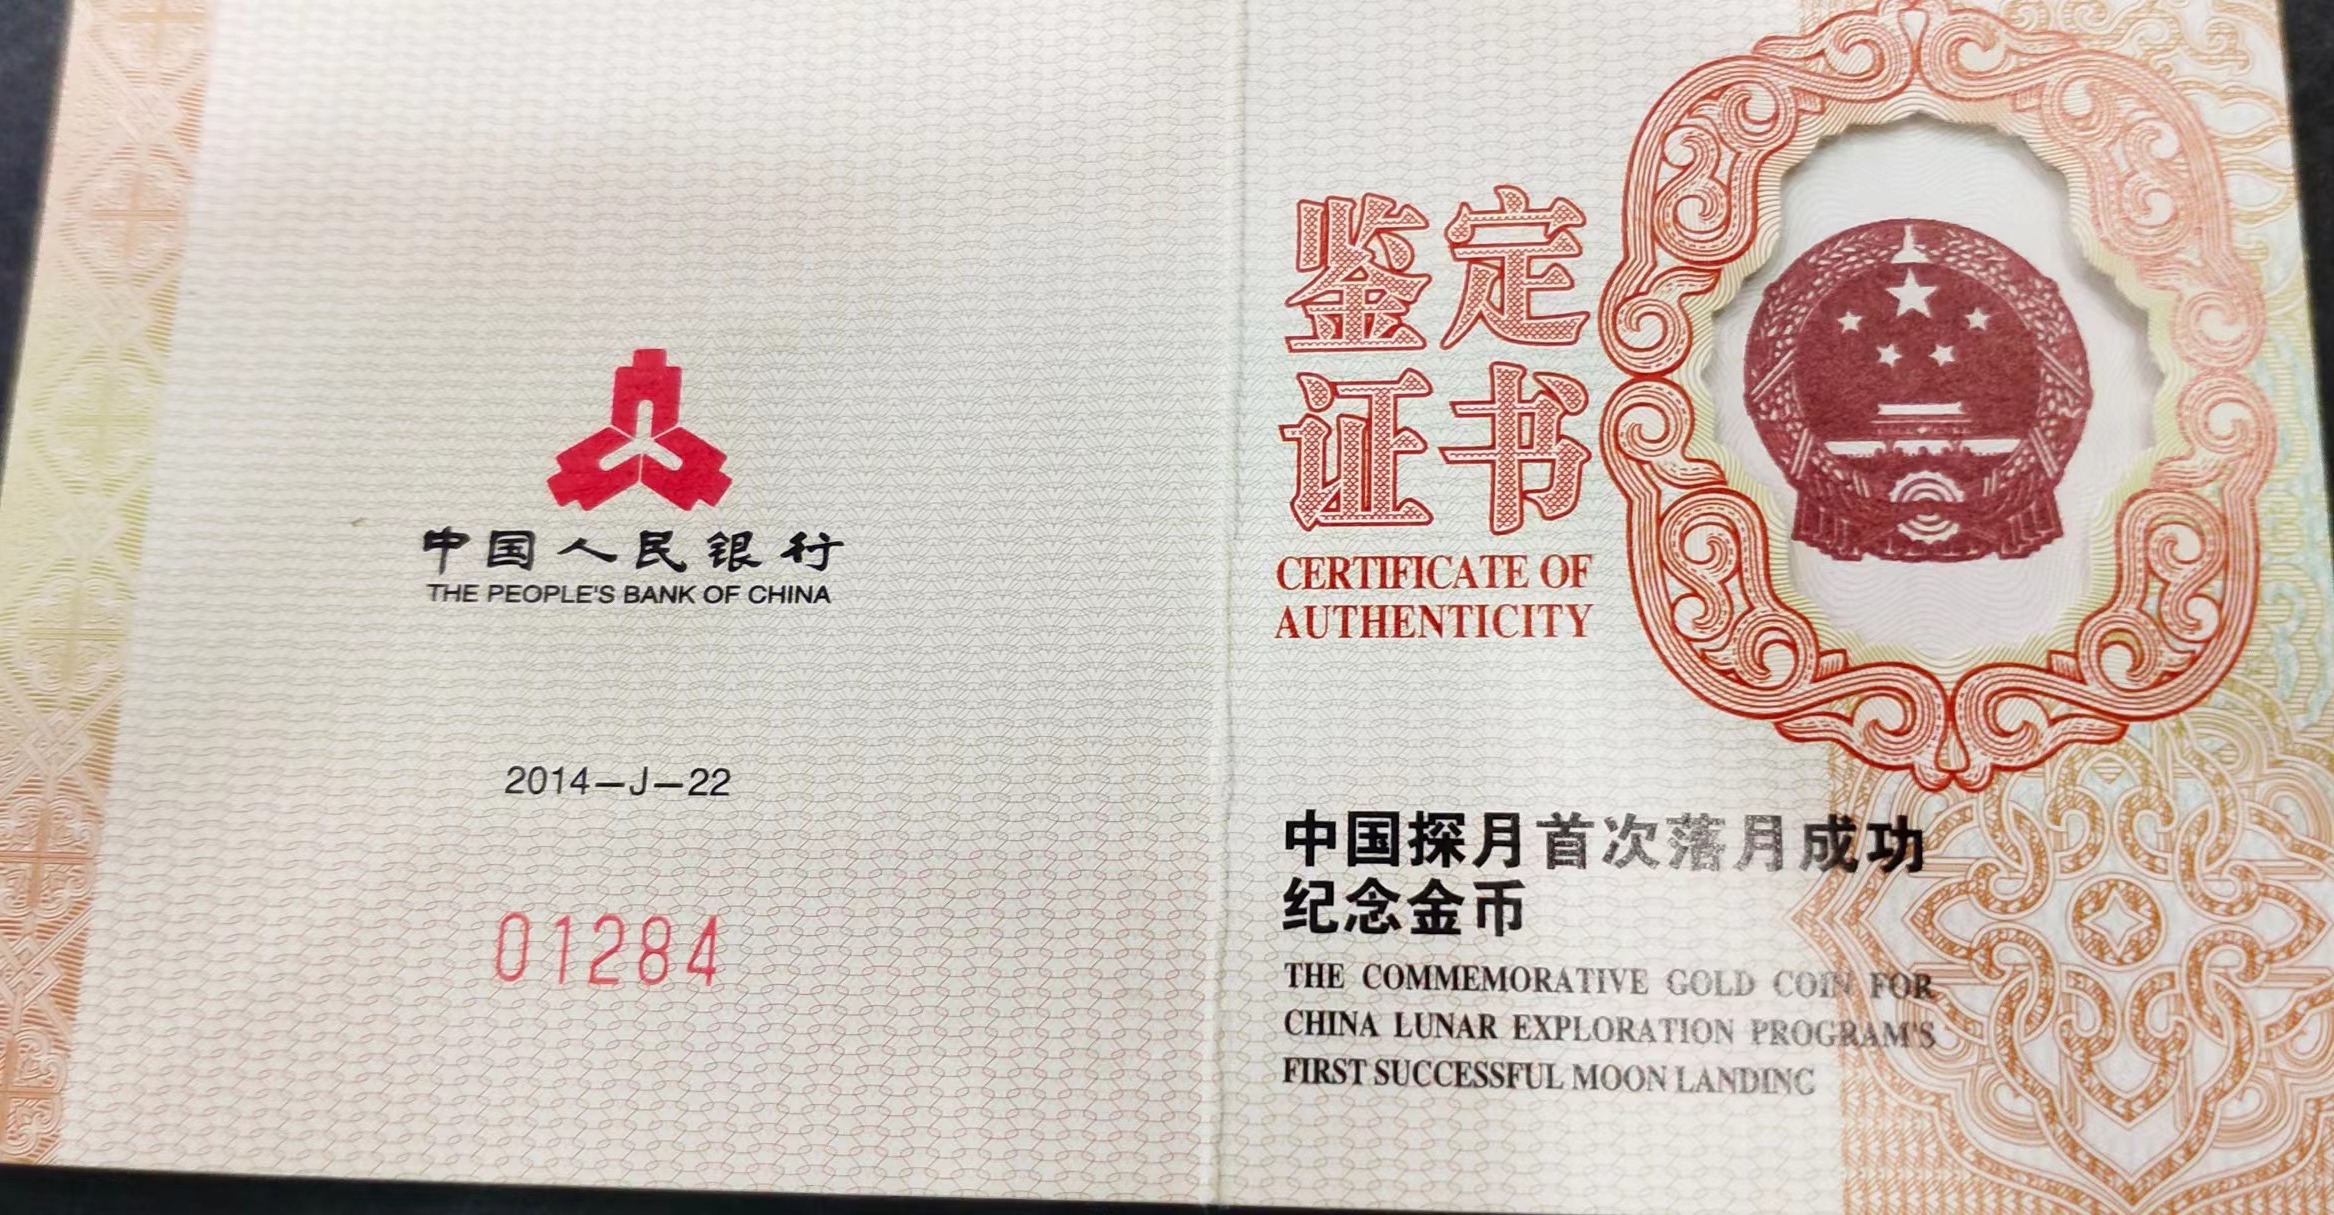 中国人民银行
THE PEOPLE'S BANK OF CHINA
2014—J—22
01284
鉴定
证书
CERTIFICATE OF
AUTHENTICITY
中国探月首次落月成功
纪念金币
THE COMMEMORATIVE GOLD COIN FOR
CHINA LUNAR EXPLORATION PROGRAM'S
FIRST SUCCESSFUL MOON LANDING